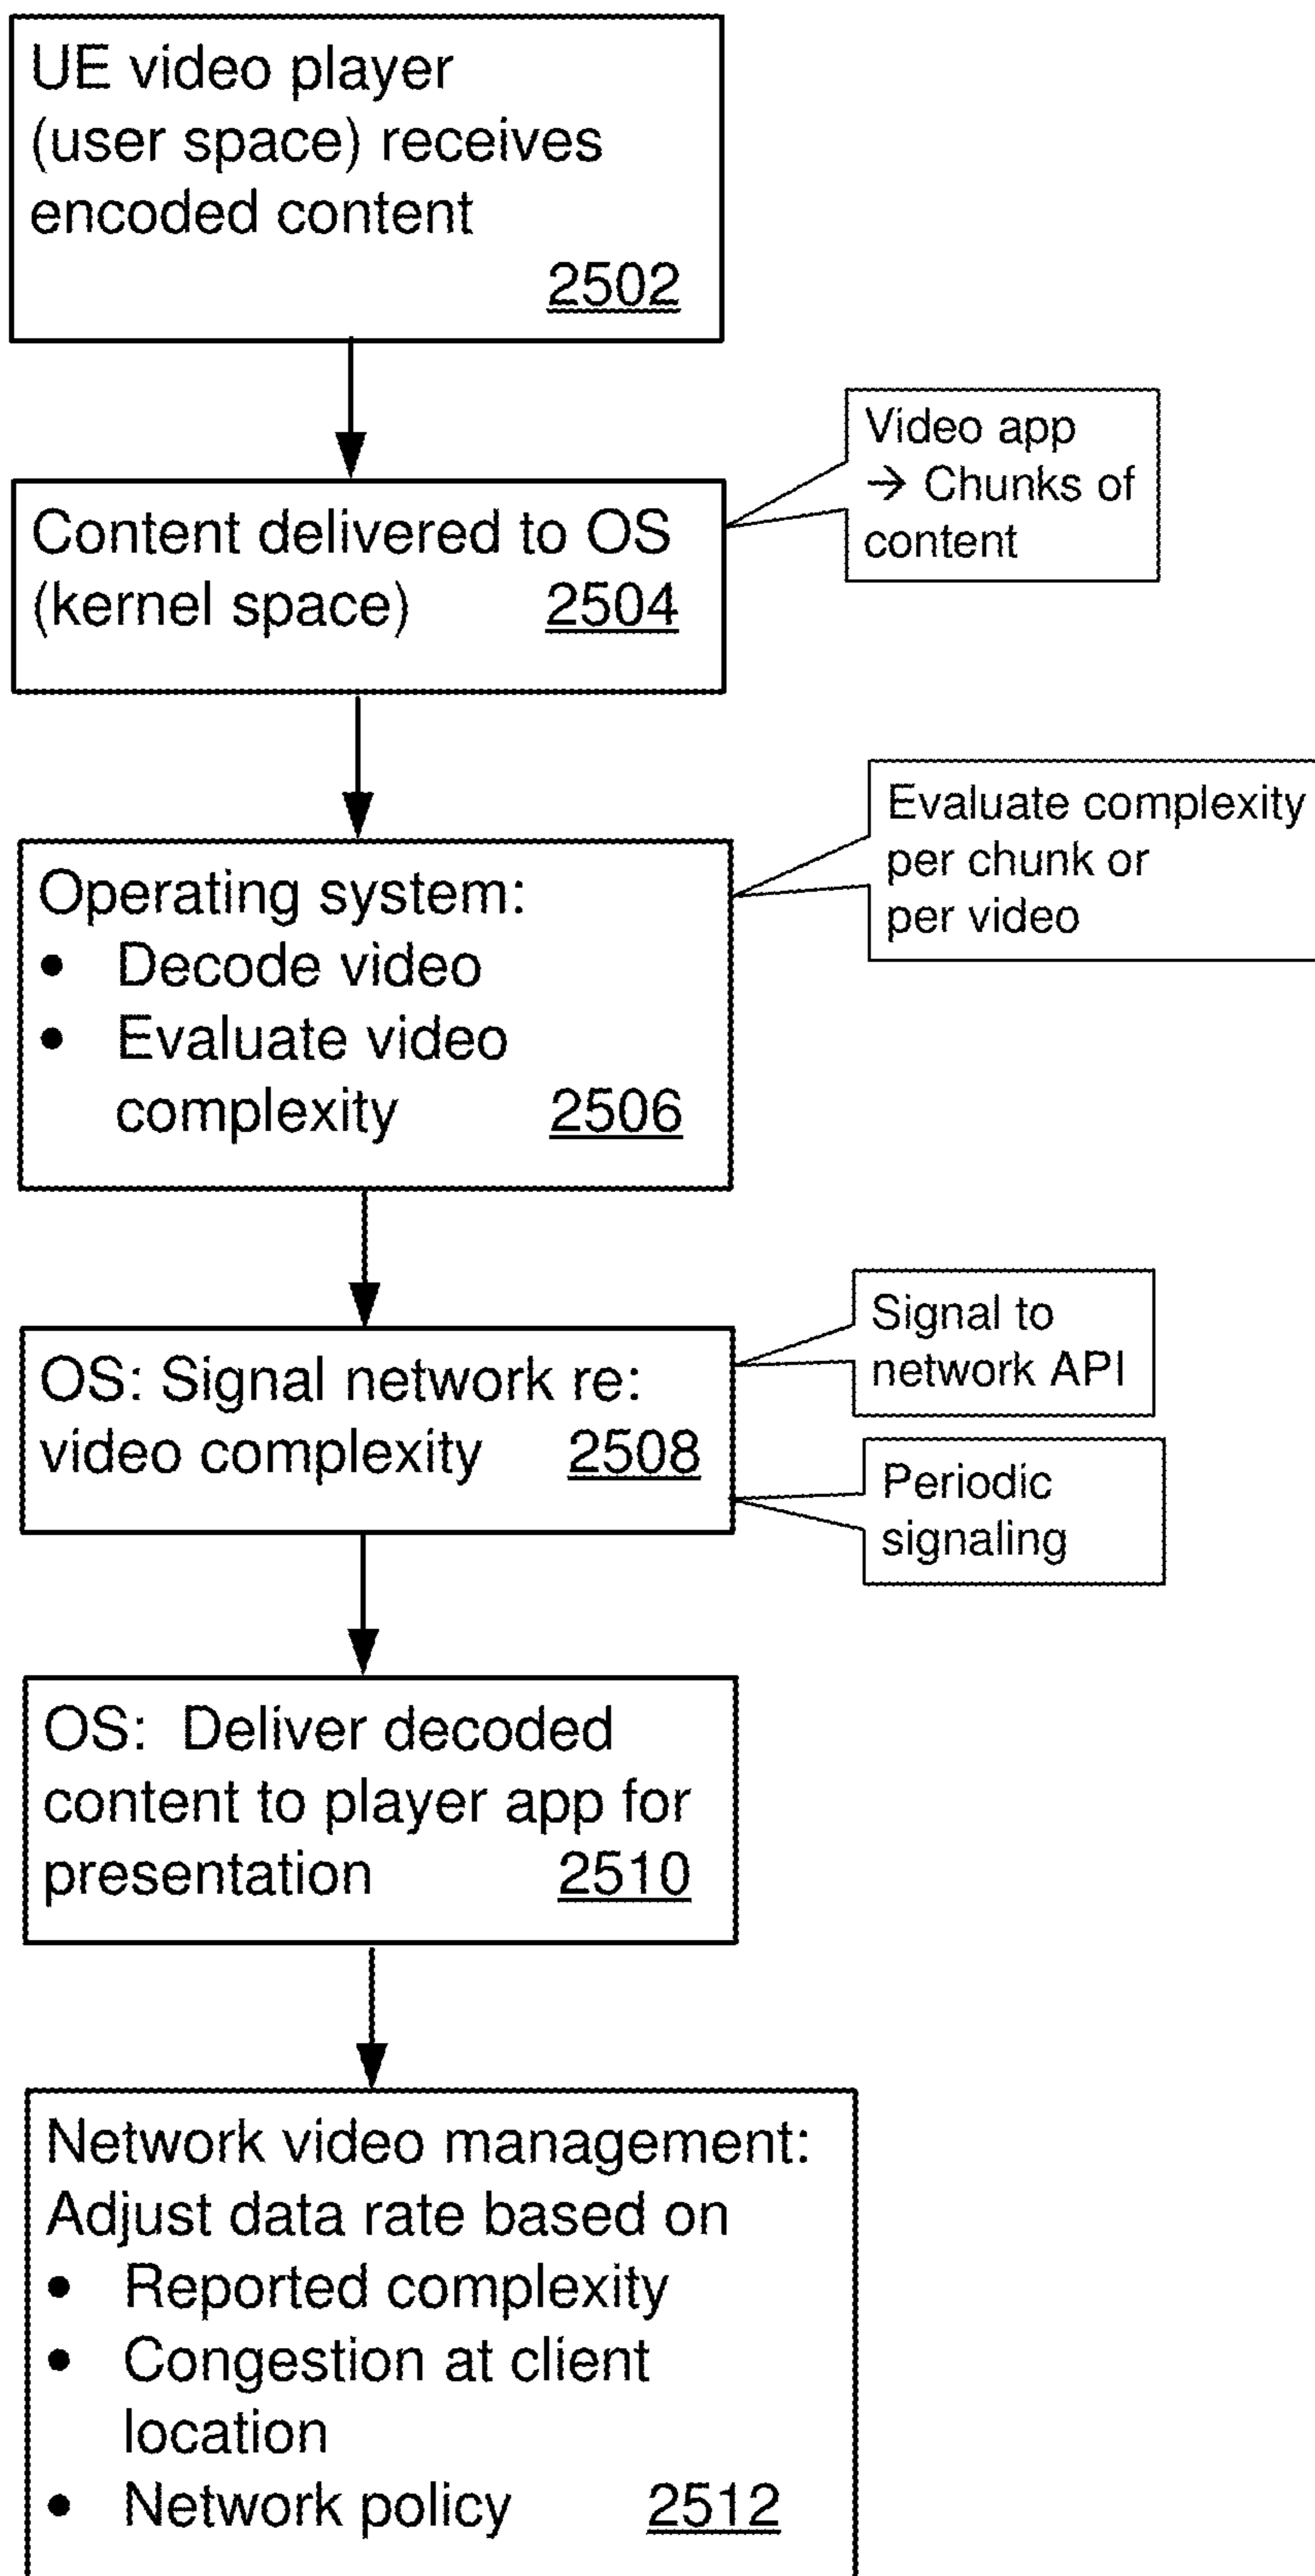 UE video player
(user space) receives
encoded content
2502
Video app
→ Chunks of
content
Content delivered to OS
(kernel space) 2504
Evaluate complexity
per chunk or
per video
Operating system:
• Decode video
• Evaluate video
complexity 2506
Signal to
network API
OS: Signal network re:
video complexity 2508
Periodic
signaling
OS: Deliver decoded
content to player app for
presentation 2510
Network video management:
Adjust data rate based on
• Reported complexity
• Congestion at client
location
• Network policy 2512